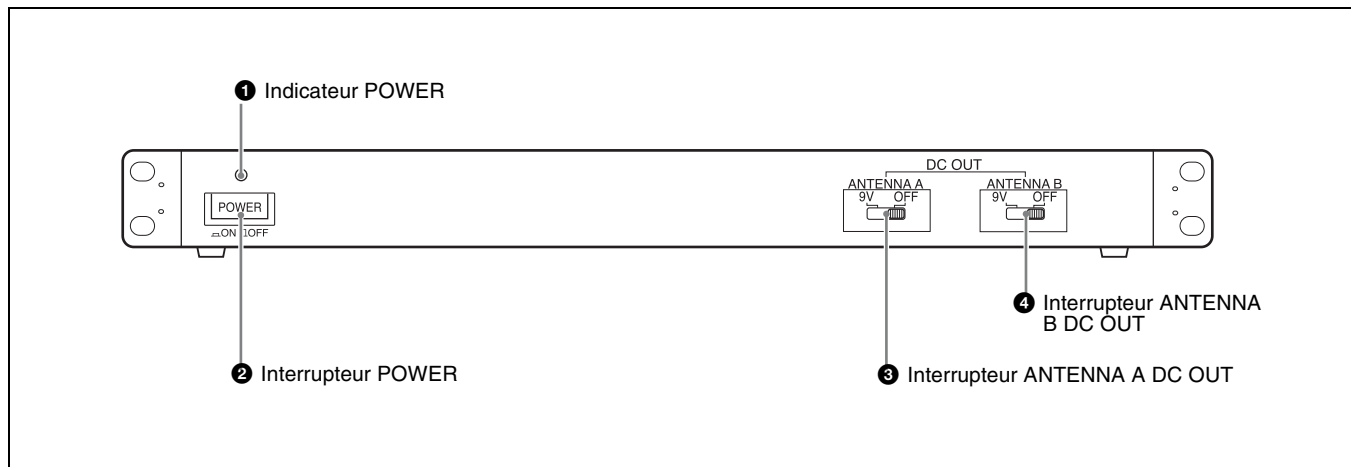 ❶ Indicateur POWER
DC OUT
ANTENNA A
ANTENNA B
9V OFF
9V OFF
POWER
ON OFF
❹ Interrupteur ANTENNA
B DC OUT
❷ Interrupteur POWER
❸ Interrupteur ANTENNA A DC OUT